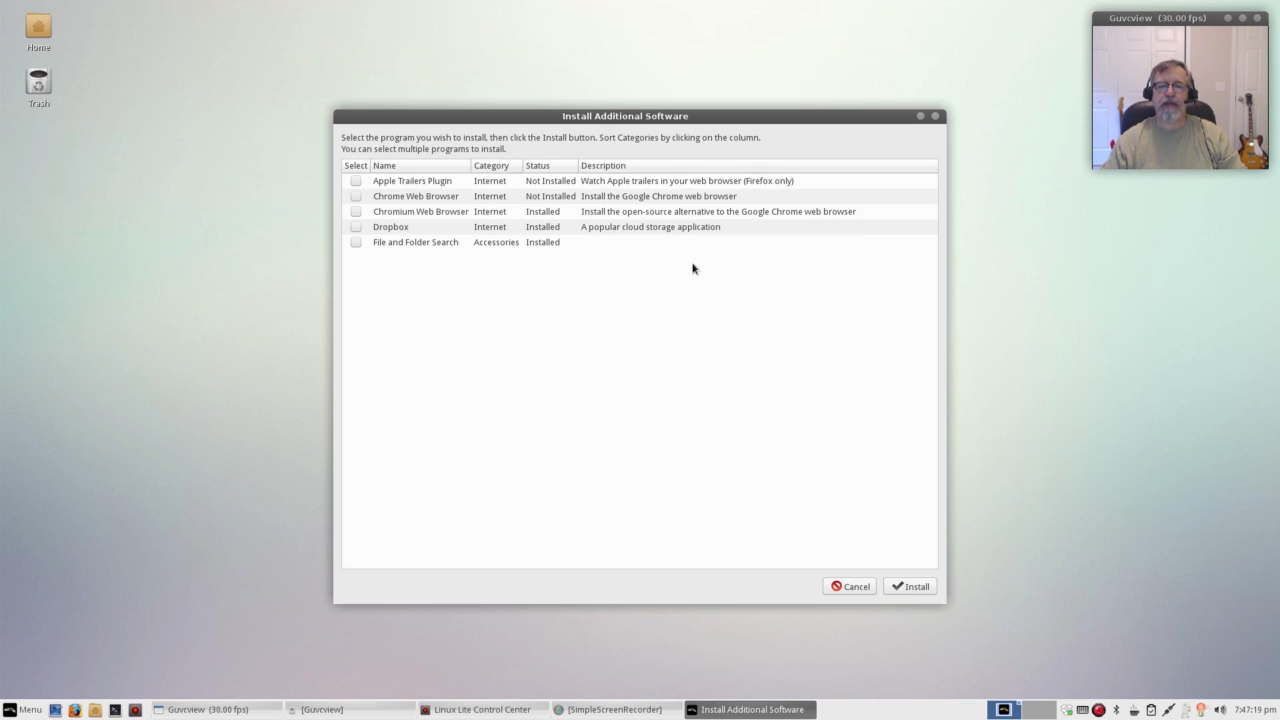 Home
Trash
Guvcview (30.00 fps)
Install Additional Software
Select the program you wish to install, then click the Install button. Sort Categories by clicking on the column.
You can select multiple programs to install.
Select Name Category Status Description
Apple Trailers Plugin Internet Not Installed Watch Apple trailers in your web browser (Firefox only)
Chrome Web Browser Internet Not Installed Install the Google Chrome web browser
Chromium Web Browser Internet Installed Install the open-source alternative to the Google Chrome web browser
Dropbox Internet Installed A popular cloud storage application
File and Folder Search Accessories Installed
Cancel Install
Menu Guvcview (30.00 fps) [Guvcview] Linux Lite Control Center [SimpleScreenRecorder] Install Additional Software 7:47:19 pm